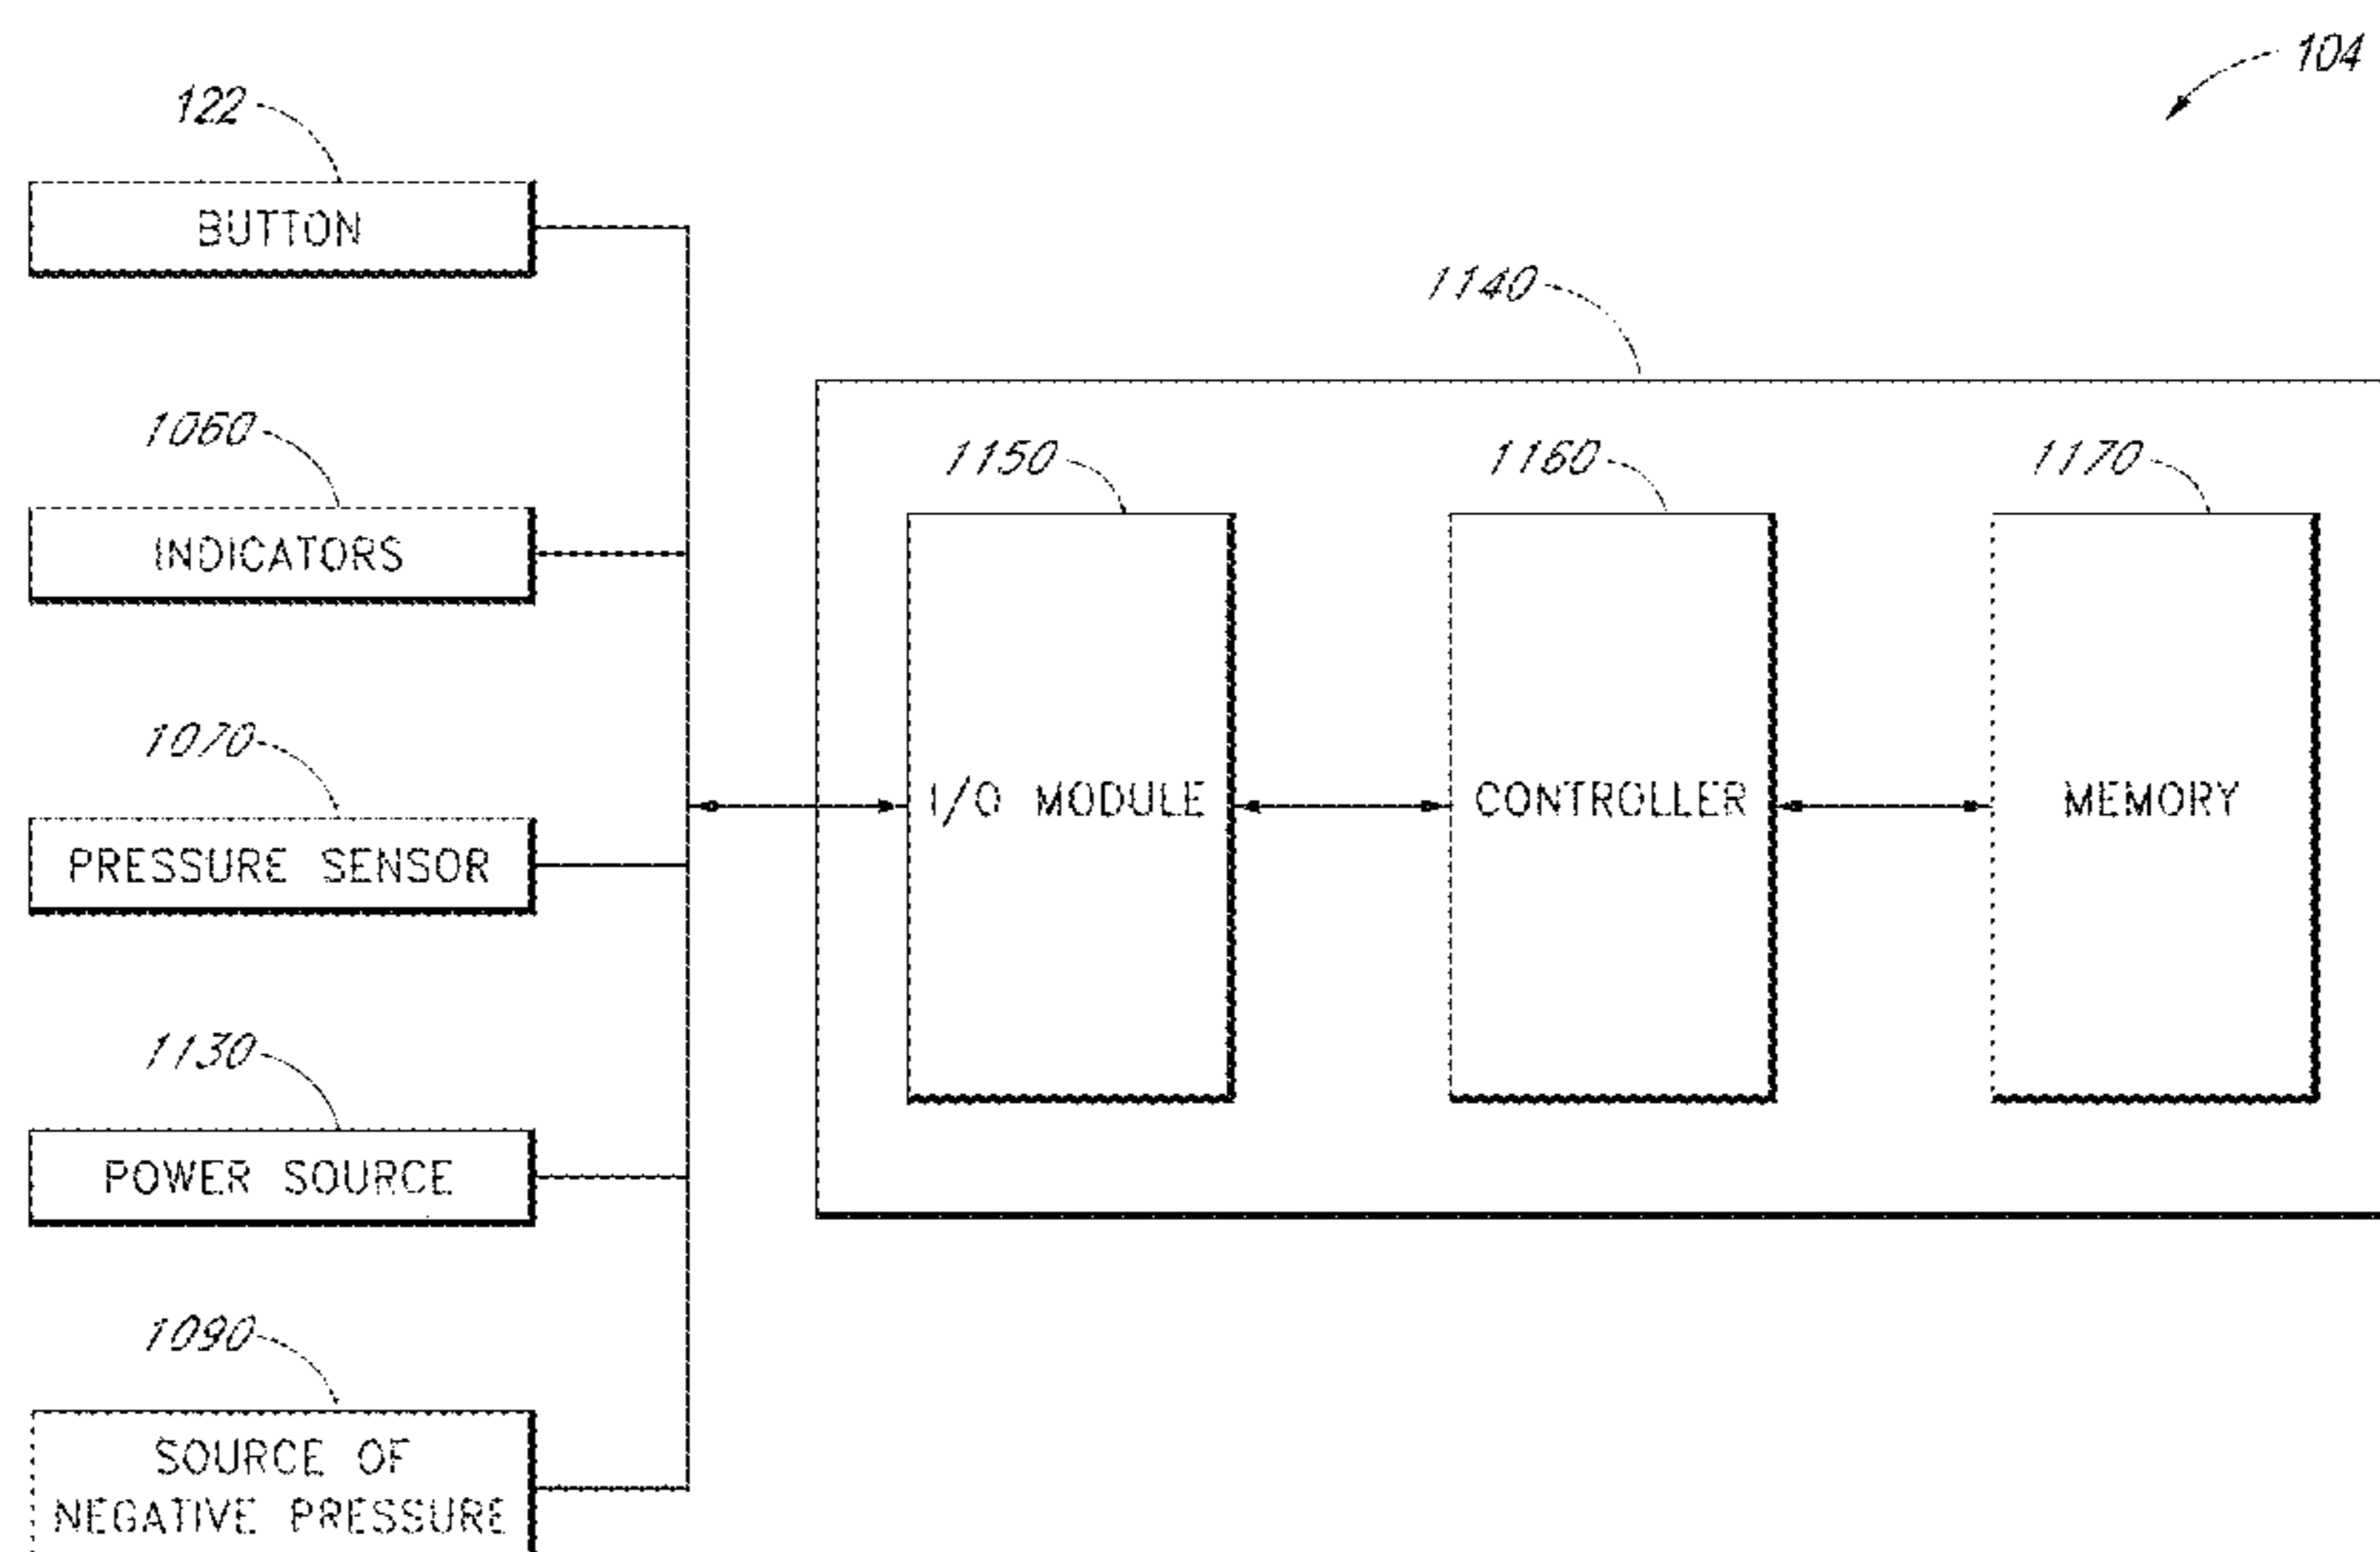 104
122
BUTTON
1140
1060
INDICATORS
1150
1160
1170
1070
PRESSURE SENSOR
I/O MODULE
CONTROLLER
MEMORY
1130
POWER SOURCE
1090
SOURCE OF
NEGATIVE PRESSURE